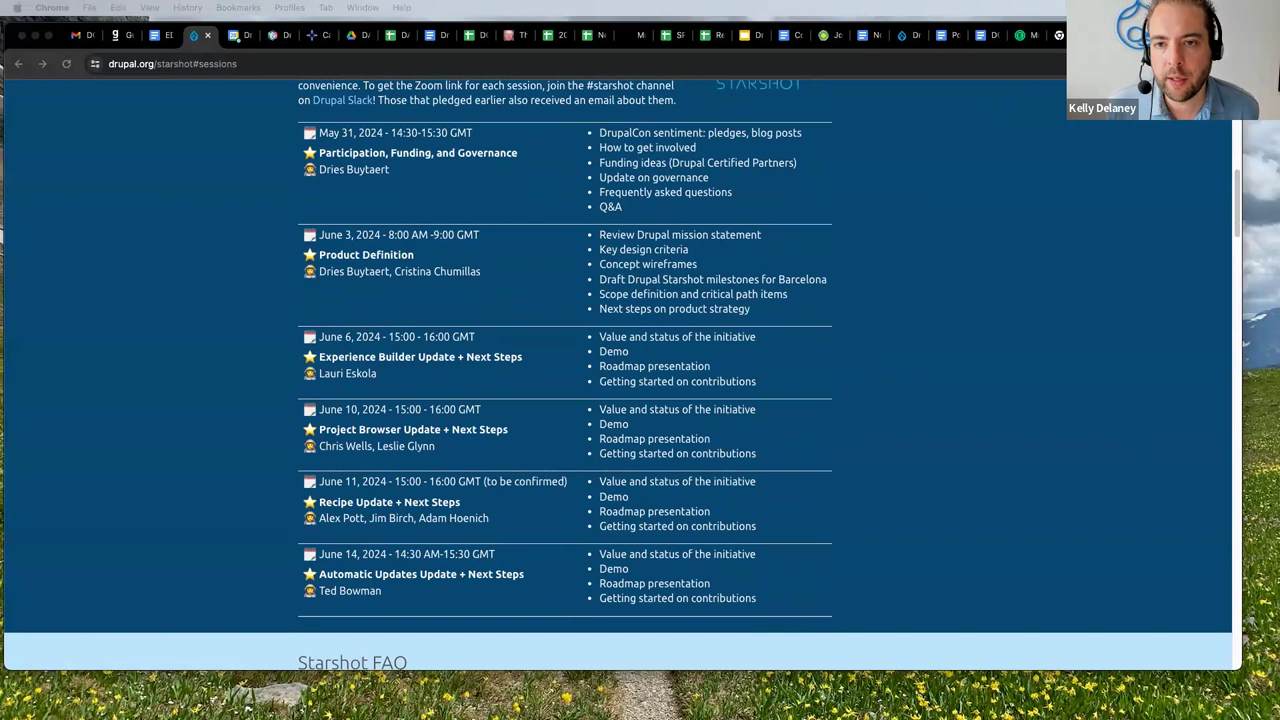 Chrome File Edit View History Bookmarks Profiles Tab Window Help
drupal.org/starshot#sessions
Kelly Delaney
convenience. To get the Zoom link for each session, join the #starshot channel
on Drupal Slack! Those that pledged earlier also received an email about them.
STARSHOT
May 31, 2024 - 14:30-15:30 GMT
Participation, Funding, and Governance
Dries Buytaert
DrupalCon sentiment: pledges, blog posts
How to get involved
Funding ideas (Drupal Certified Partners)
Update on governance
Frequently asked questions
Q&A
June 3, 2024 - 8:00 AM -9:00 GMT
Product Definition
Dries Buytaert, Cristina Chumillas
Review Drupal mission statement
Key design criteria
Concept wireframes
Draft Drupal Starshot milestones for Barcelona
Scope definition and critical path items
Next steps on product strategy
June 6, 2024 - 15:00 - 16:00 GMT
Experience Builder Update + Next Steps
Lauri Eskola
Value and status of the initiative
Demo
Roadmap presentation
Getting started on contributions
June 10, 2024 - 15:00 - 16:00 GMT
Project Browser Update + Next Steps
Chris Wells, Leslie Glynn
Value and status of the initiative
Demo
Roadmap presentation
Getting started on contributions
June 11, 2024 - 15:00 - 16:00 GMT (to be confirmed)
Recipe Update + Next Steps
Alex Pott, Jim Birch, Adam Hoenich
Value and status of the initiative
Demo
Roadmap presentation
Getting started on contributions
June 14, 2024 - 14:30 AM-15:30 GMT
Automatic Updates Update + Next Steps
Ted Bowman
Value and status of the initiative
Demo
Roadmap presentation
Getting started on contributions
Starshot FAQ